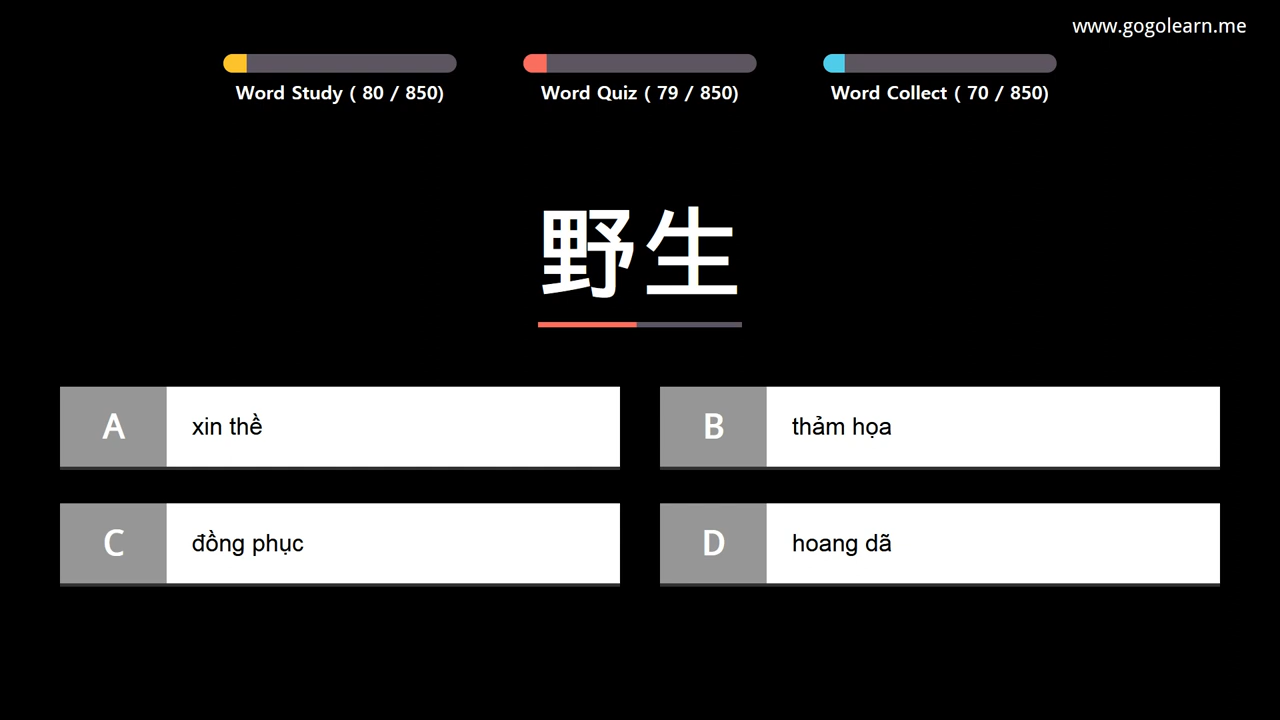 www.gogolearn.me
Word Study ( 80 / 850)
Word Quiz ( 79 / 850)
Word Collect ( 70 / 850)
野生
A xin thề
B thảm họa
C đồng phục
D hoang dã